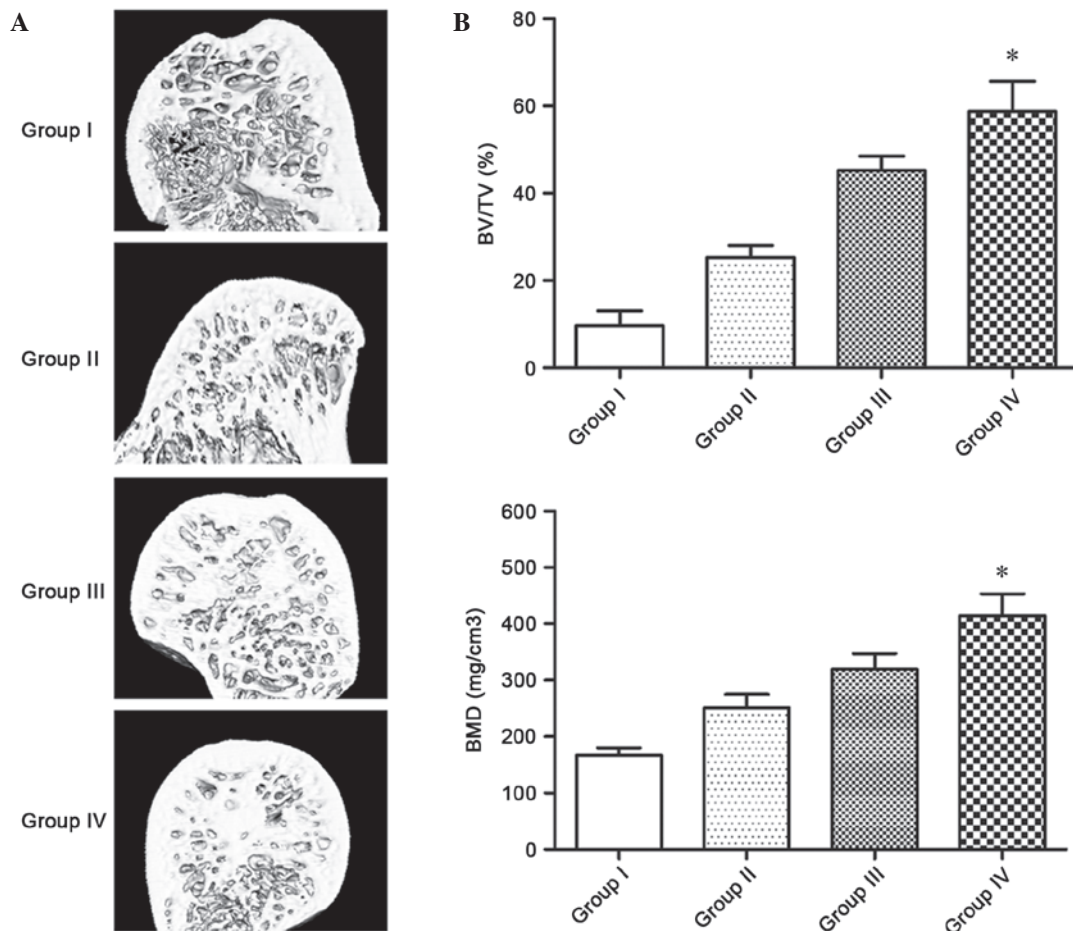 A
Group I
Group II
Group III
Group IV
B
BV/TV (%)
80
60
40
20
0
*
Group I
Group II
Group III
Group IV
BMD (mg/cm3)
600
500
400
300
200
100
0
*
Group I
Group II
Group III
Group IV